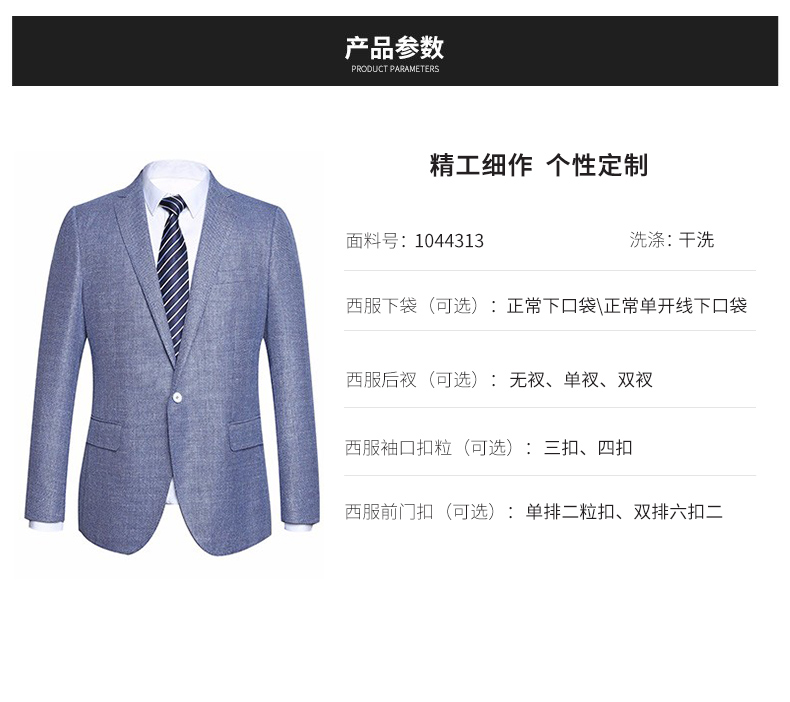 产品参数
PRODUCT PARAMETERS
精工细作 个性定制
面料号：1044313 洗涤：干洗
西服下袋（可选）：正常下口袋\正常单开线下口袋
西服后衩（可选）：无衩、单衩、双衩
西服袖口扣粒（可选）：三扣、四扣
西服前门扣（可选）：单排二粒扣、双排六扣二